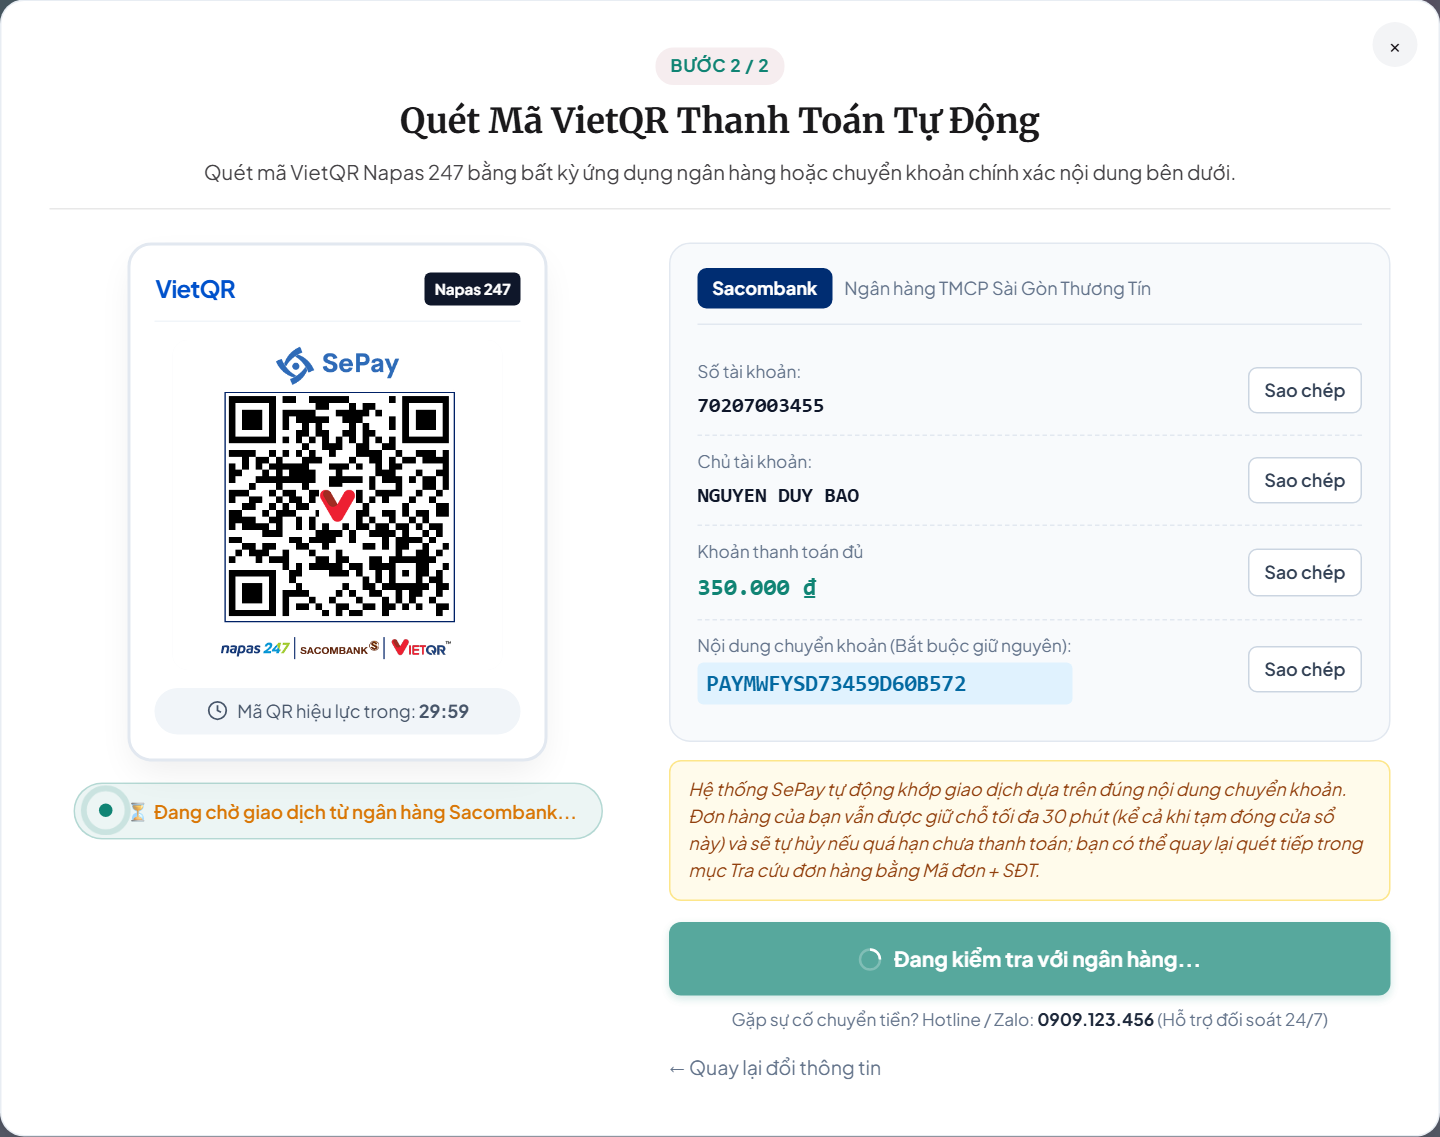 ×
BƯỚC 2 / 2
Quét Mã VietQR Thanh Toán Tự Động
Quét mã VietQR Napas 247 bằng bất kỳ ứng dụng ngân hàng hoặc chuyển khoản chính xác nội dung bên dưới.
VietQR
Napas 247
SePay
napas 247 | SACOMBANK | VIETQR™
Mã QR hiệu lực trong: 29:59
⏳ Đang chờ giao dịch từ ngân hàng Sacombank...
Sacombank Ngân hàng TMCP Sài Gòn Thương Tín
Số tài khoản:
70207003455
Sao chép
Chủ tài khoản:
NGUYEN DUY BAO
Sao chép
Khoản thanh toán đủ
350.000 ₫
Sao chép
Nội dung chuyển khoản (Bắt buộc giữ nguyên):
PAYMWFYSD73459D60B572
Sao chép
Hệ thống SePay tự động khớp giao dịch dựa trên đúng nội dung chuyển khoản.
Đơn hàng của bạn vẫn được giữ chỗ tối đa 30 phút (kể cả khi tạm đóng cửa sổ
này) và sẽ tự hủy nếu quá hạn chưa thanh toán; bạn có thể quay lại quét tiếp trong
mục Tra cứu đơn hàng bằng Mã đơn + SĐT.
Đang kiểm tra với ngân hàng...
Gặp sự cố chuyển tiền? Hotline / Zalo: 0909.123.456 (Hỗ trợ đối soát 24/7)
← Quay lại đổi thông tin